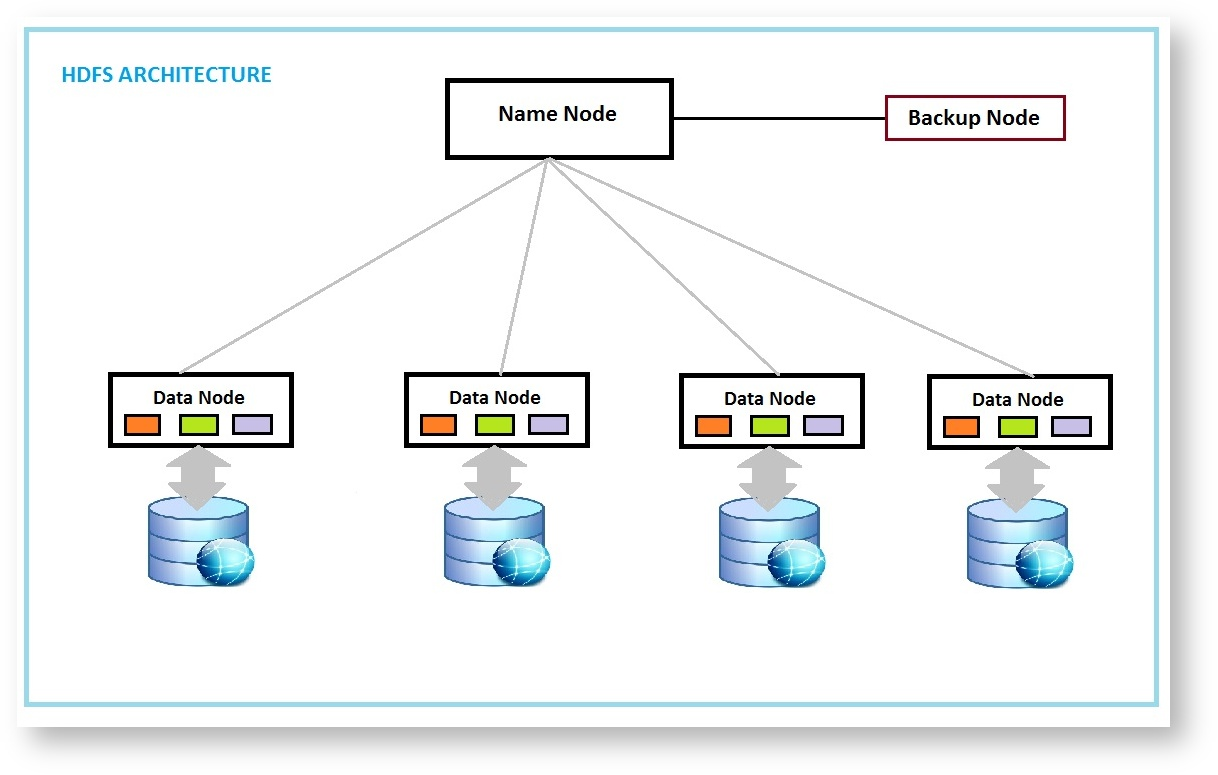 HDFS ARCHITECTURE
Name Node
Backup Node
Data Node
Data Node
Data Node
Data Node